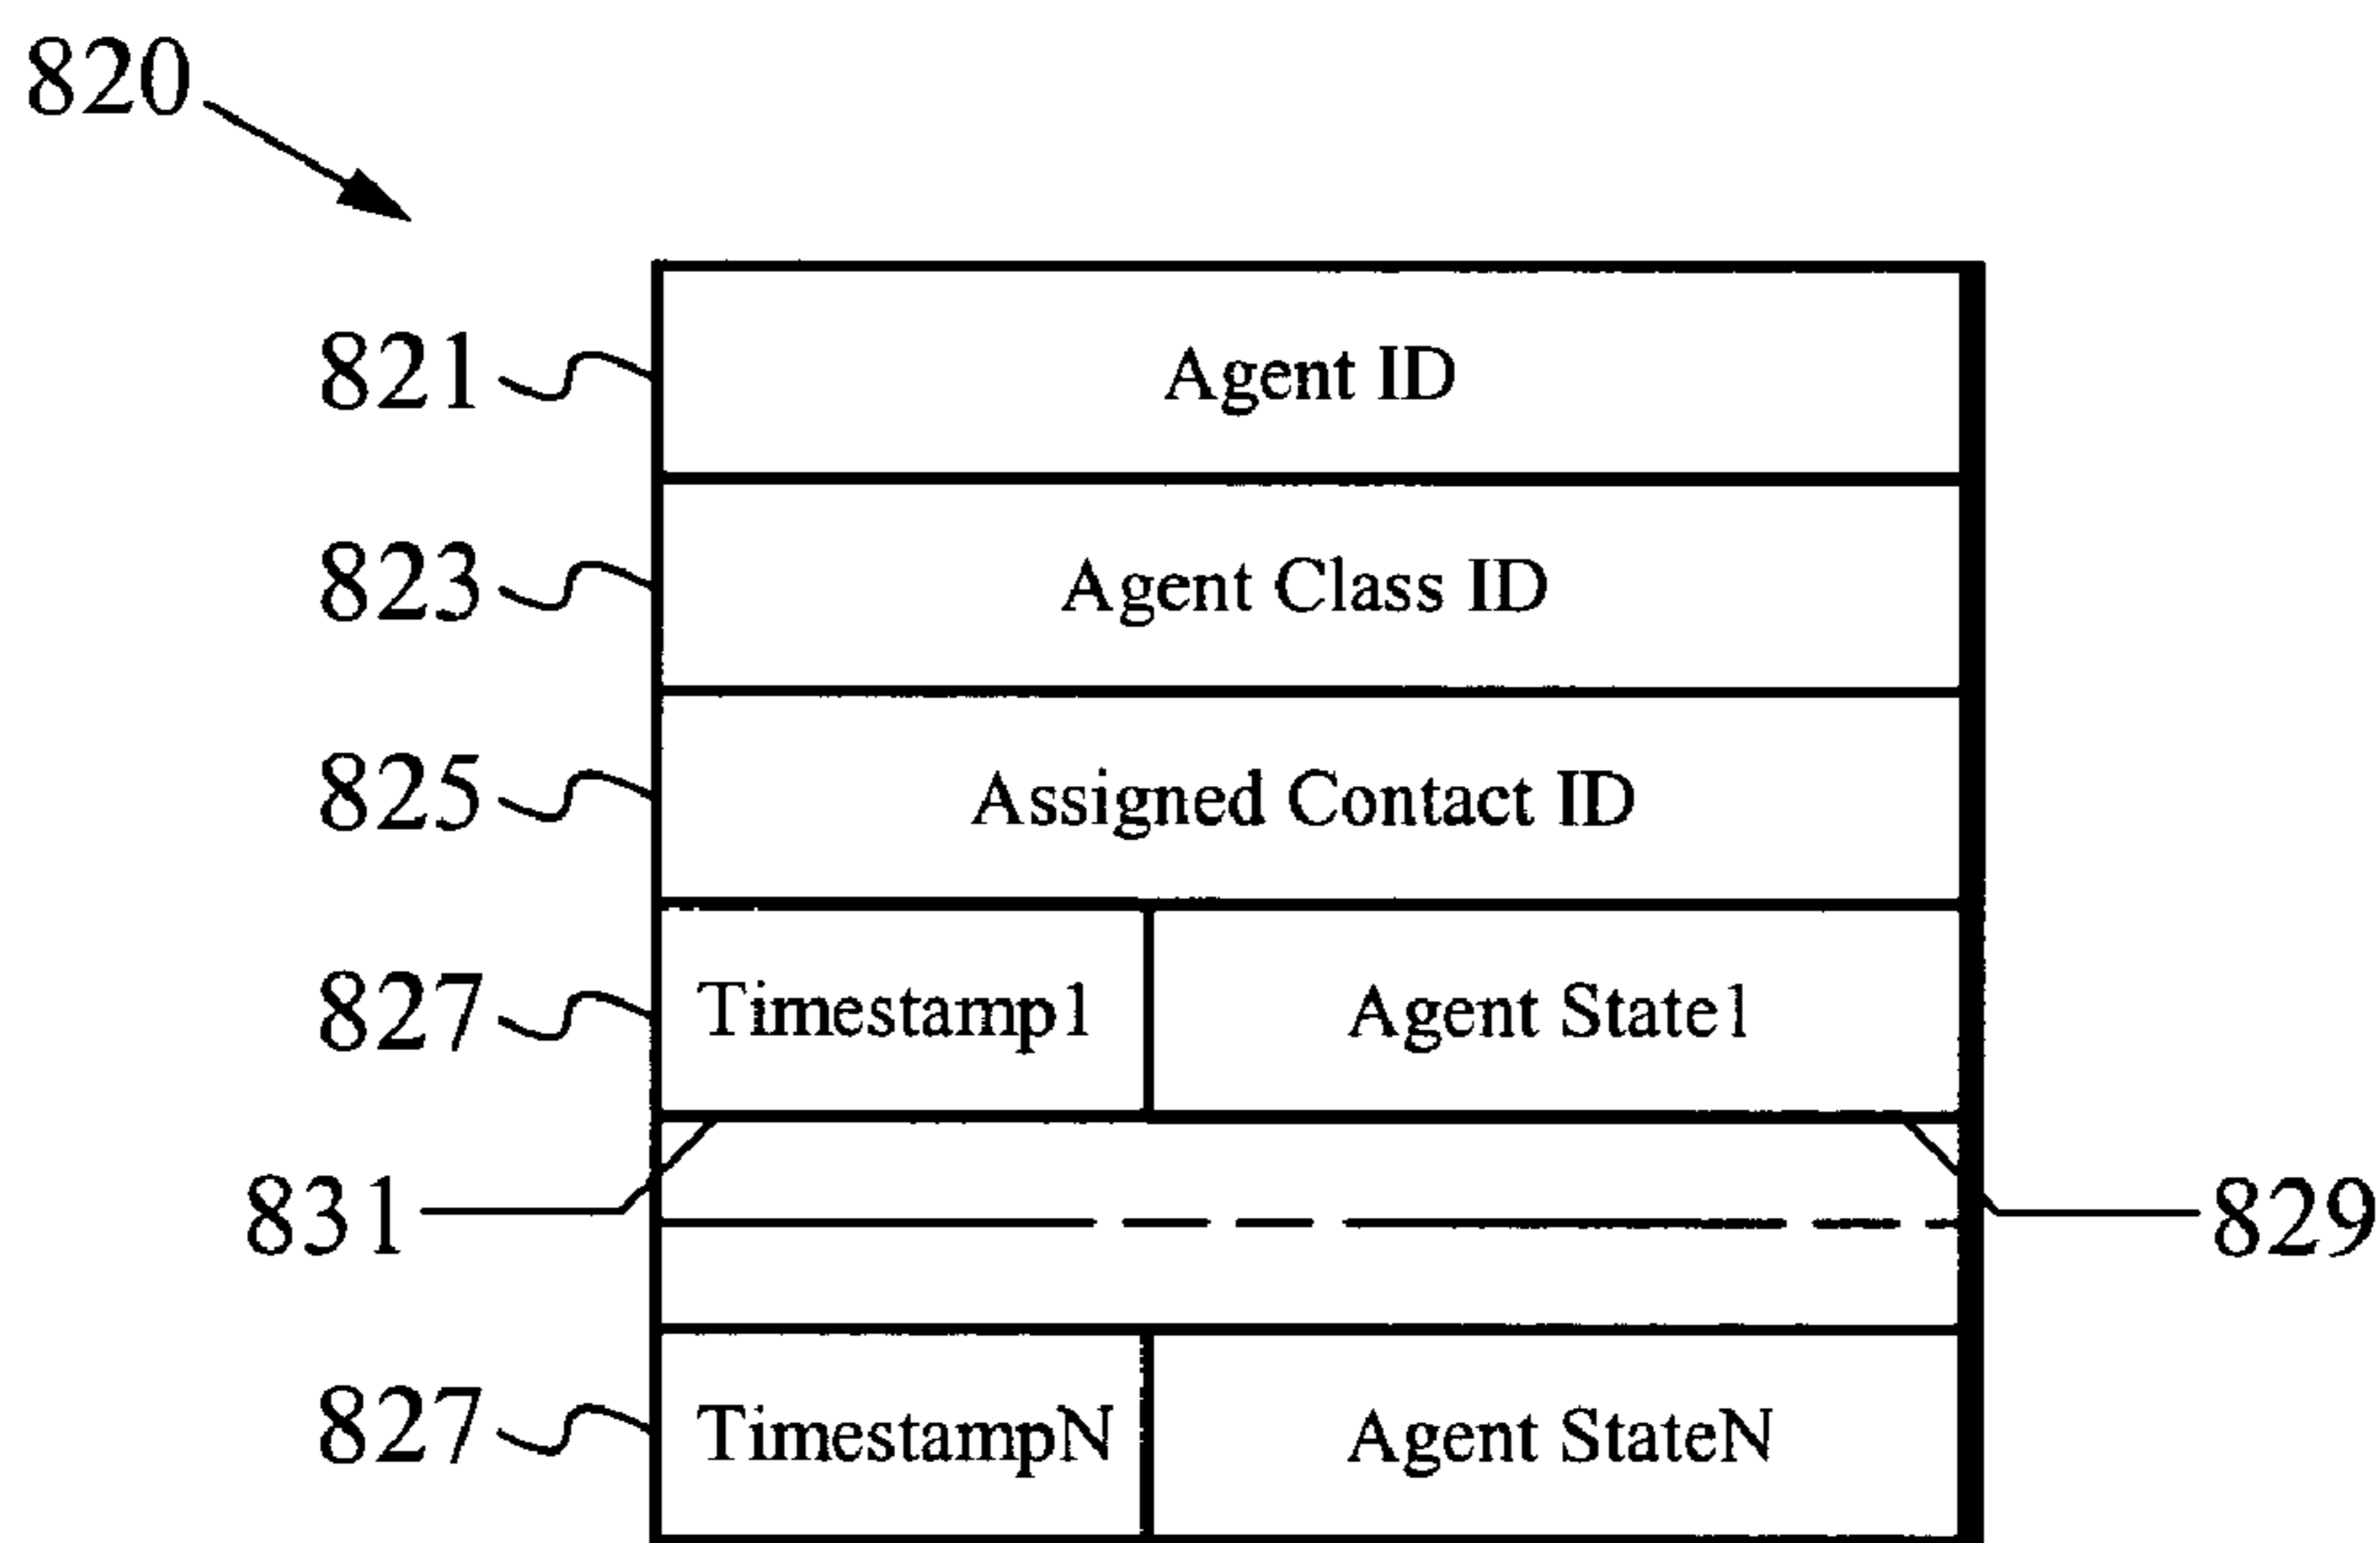 820
821 Agent ID
823 Agent Class ID
825 Assigned Contact ID
827 Timestamp1 Agent State1
831 829
827 TimestampN Agent StateN